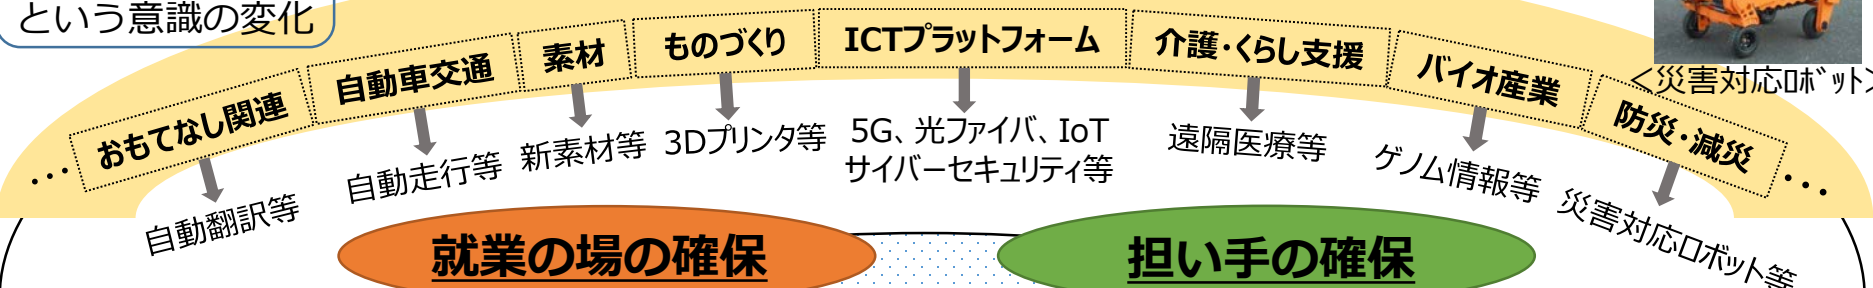 という意識の変化
<災害対応ロボット>
… おもてなし関連 自動車交通 素材 ものづくり ICTプラットフォーム 介護・くらし支援 バイオ産業 防災・減災 …
自動翻訳等
自動走行等
新素材等
3Dプリンタ等
5G、光ファイバ、IoT
サイバーセキュリティ等
遠隔医療等
ゲノム情報等
災害対応ロボット等
就業の場の確保
担い手の確保